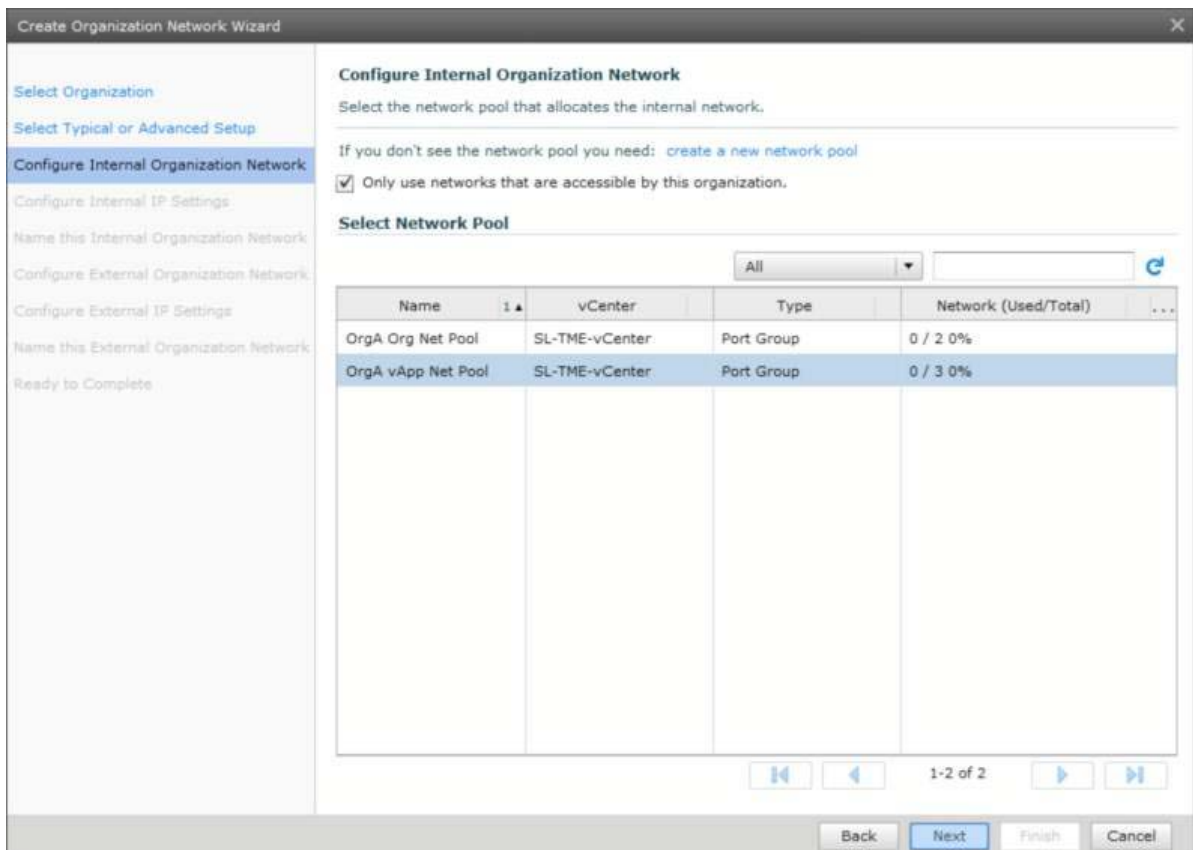 Create Organization Network Wizard
Select Organization
Select Typical or Advanced Setup
Configure Internal Organization Network
Configure Internal IP Settings
Name this Internal Organization Network
Configure External Organization Network
Configure External IP Settings
Name this External Organization Network
Ready to Complete
Configure Internal Organization Network
Select the network pool that allocates the internal network.
If you don't see the network pool you need: create a new network pool
Only use networks that are accessible by this organization.
Select Network Pool
All
Name 1 vCenter Type Network (Used/Total) ...
OrgA Org Net Pool SL-TME-vCenter Port Group 0 / 2 0%
OrgA vApp Net Pool SL-TME-vCenter Port Group 0 / 3 0%
1-2 of 2
Back Next Finish Cancel